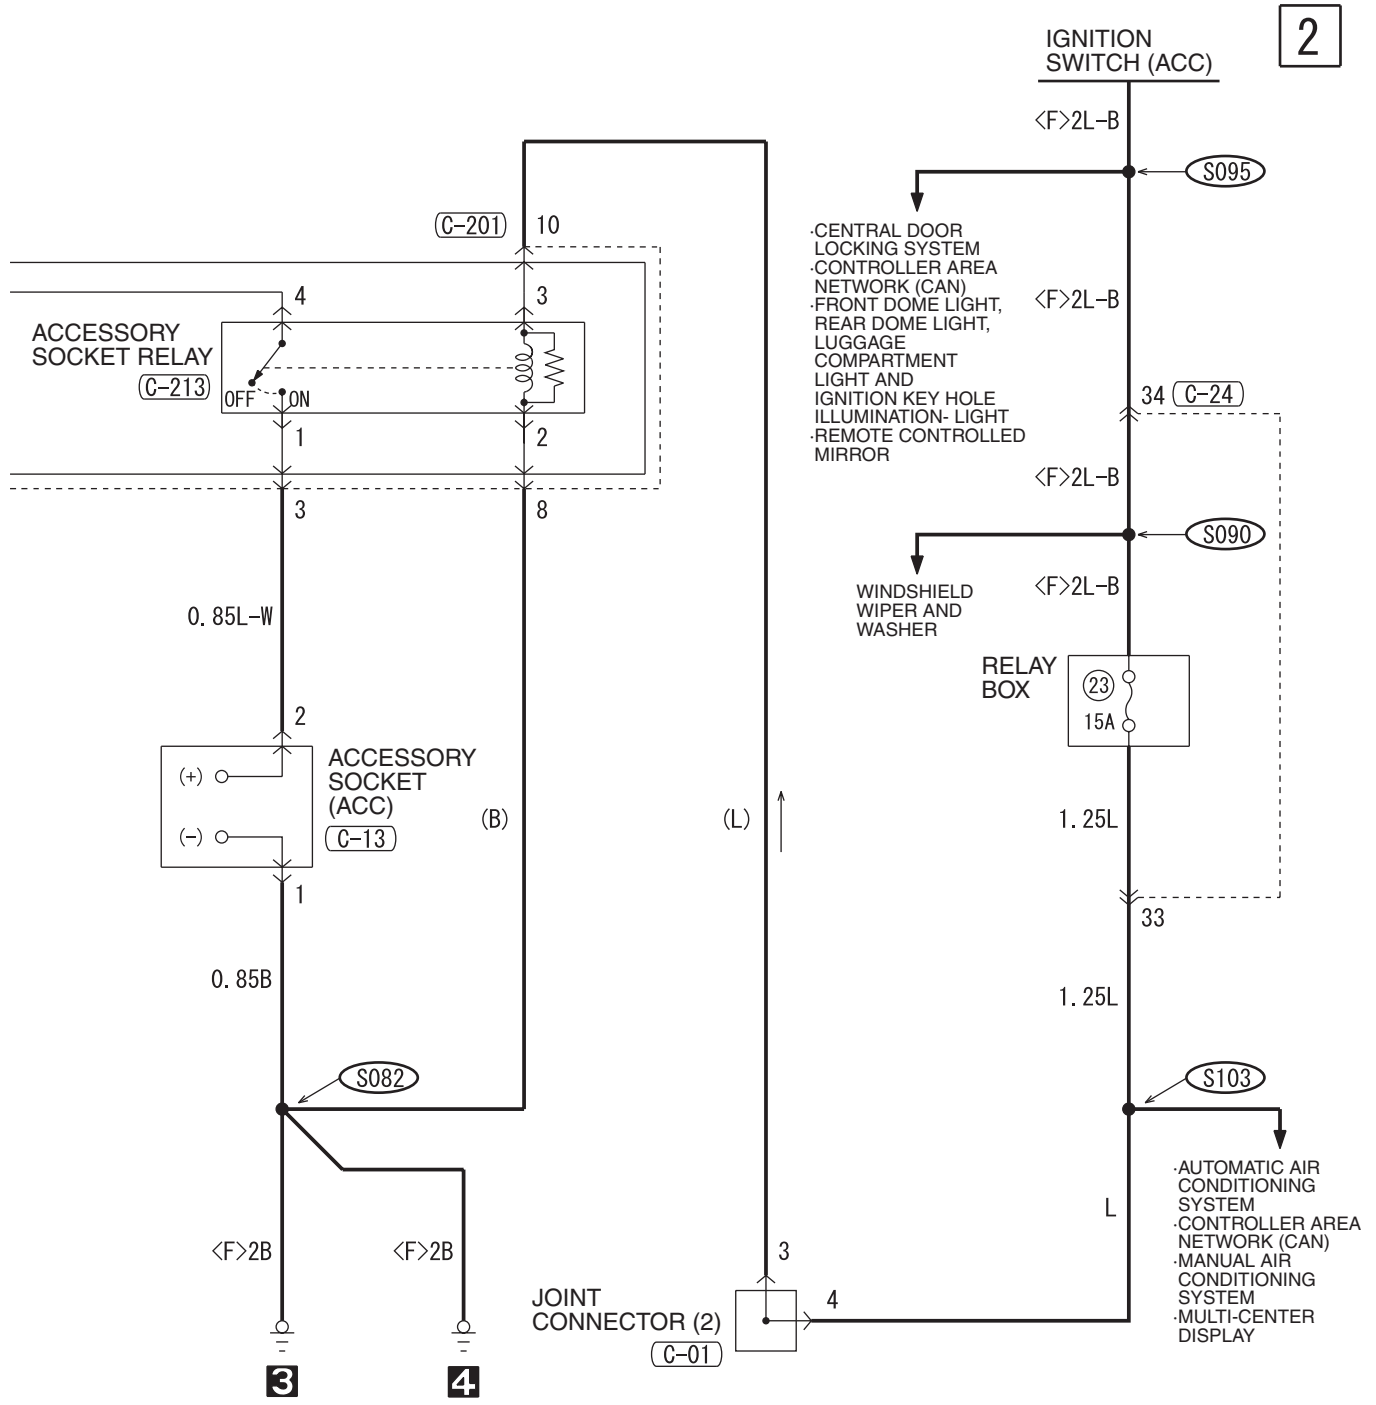 2
IGNITION
SWITCH (ACC)
<F>2L-B
S095
·CENTRAL DOOR
LOCKING SYSTEM
·CONTROLLER AREA
NETWORK (CAN)
·FRONT DOME LIGHT,
REAR DOME LIGHT,
LUGGAGE
COMPARTMENT
LIGHT AND
IGNITION KEY HOLE
ILLUMINATION- LIGHT
·REMOTE CONTROLLED
MIRROR
<F>2L-B
34 C-24
<F>2L-B
S090
WINDSHIELD
WIPER AND
WASHER
<F>2L-B
RELAY
BOX
23
15A
1.25L
33
1.25L
S103
·AUTOMATIC AIR
CONDITIONING
SYSTEM
·CONTROLLER AREA
NETWORK (CAN)
·MANUAL AIR
CONDITIONING
SYSTEM
·MULTI-CENTER
DISPLAY
L
C-201 10
4
3
ACCESSORY
SOCKET RELAY
C-213
OFF ON
1
2
3
8
0.85L-W
2
(+)
(-)
ACCESSORY
SOCKET
(ACC)
C-13
(B)
(L)
1
0.85B
S082
<F>2B
<F>2B
3
4
3
4
JOINT
CONNECTOR (2)
C-01